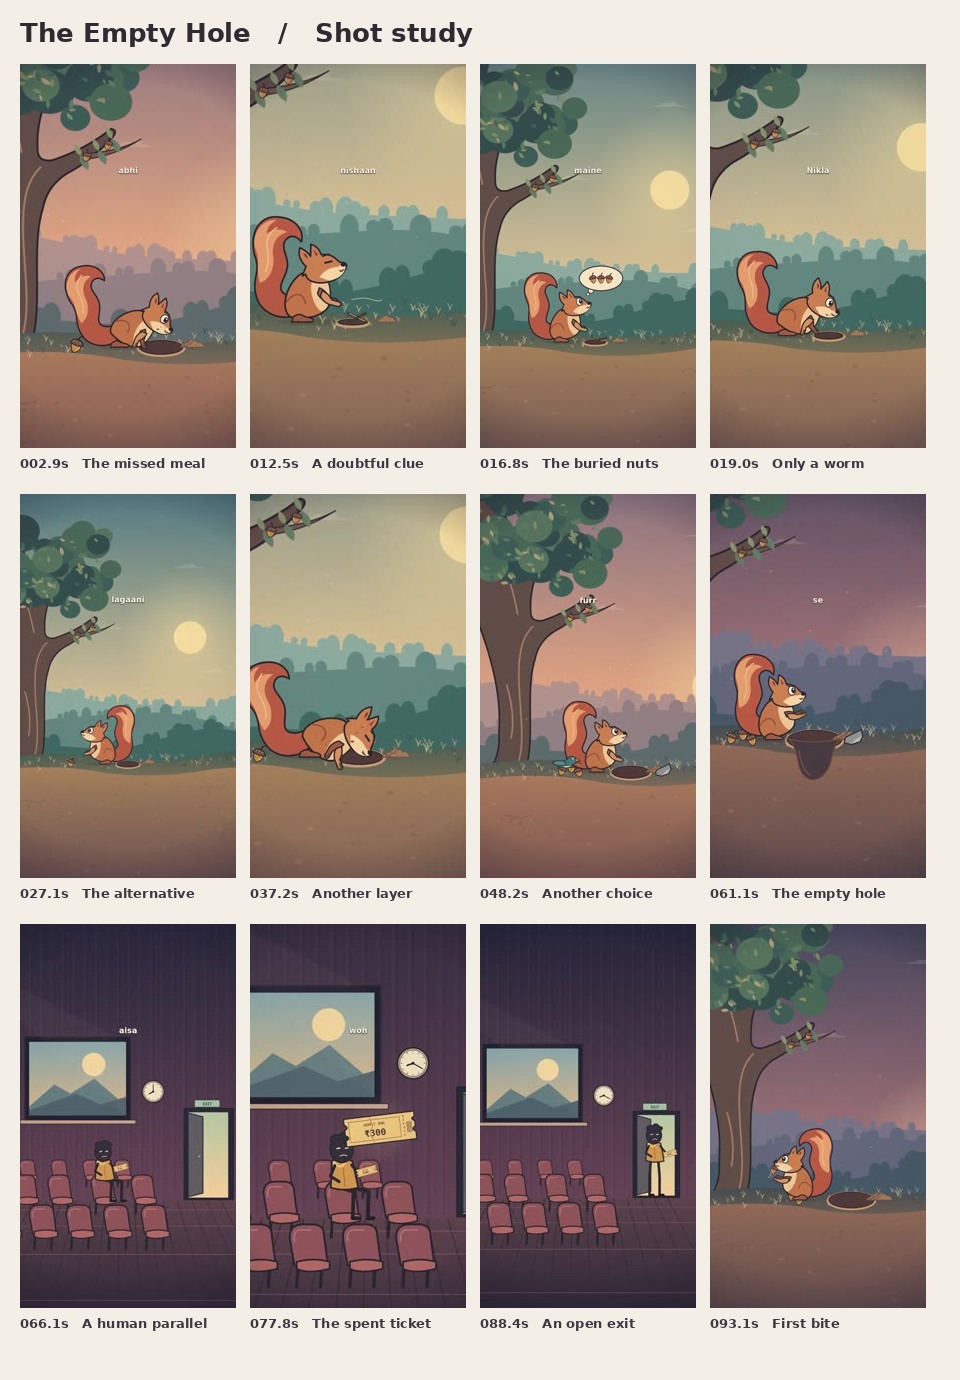 The Empty Hole / Shot study
abhi
nishaan
maine
Nikla
002.9s The missed meal
012.5s A doubtful clue
016.8s The buried nuts
019.0s Only a worm
lagaani
furr
se
027.1s The alternative
037.2s Another layer
048.2s Another choice
061.1s The empty hole
aisa
woh
EXIT
EXIT
₹300
066.1s A human parallel
077.8s The spent ticket
088.4s An open exit
093.1s First bite